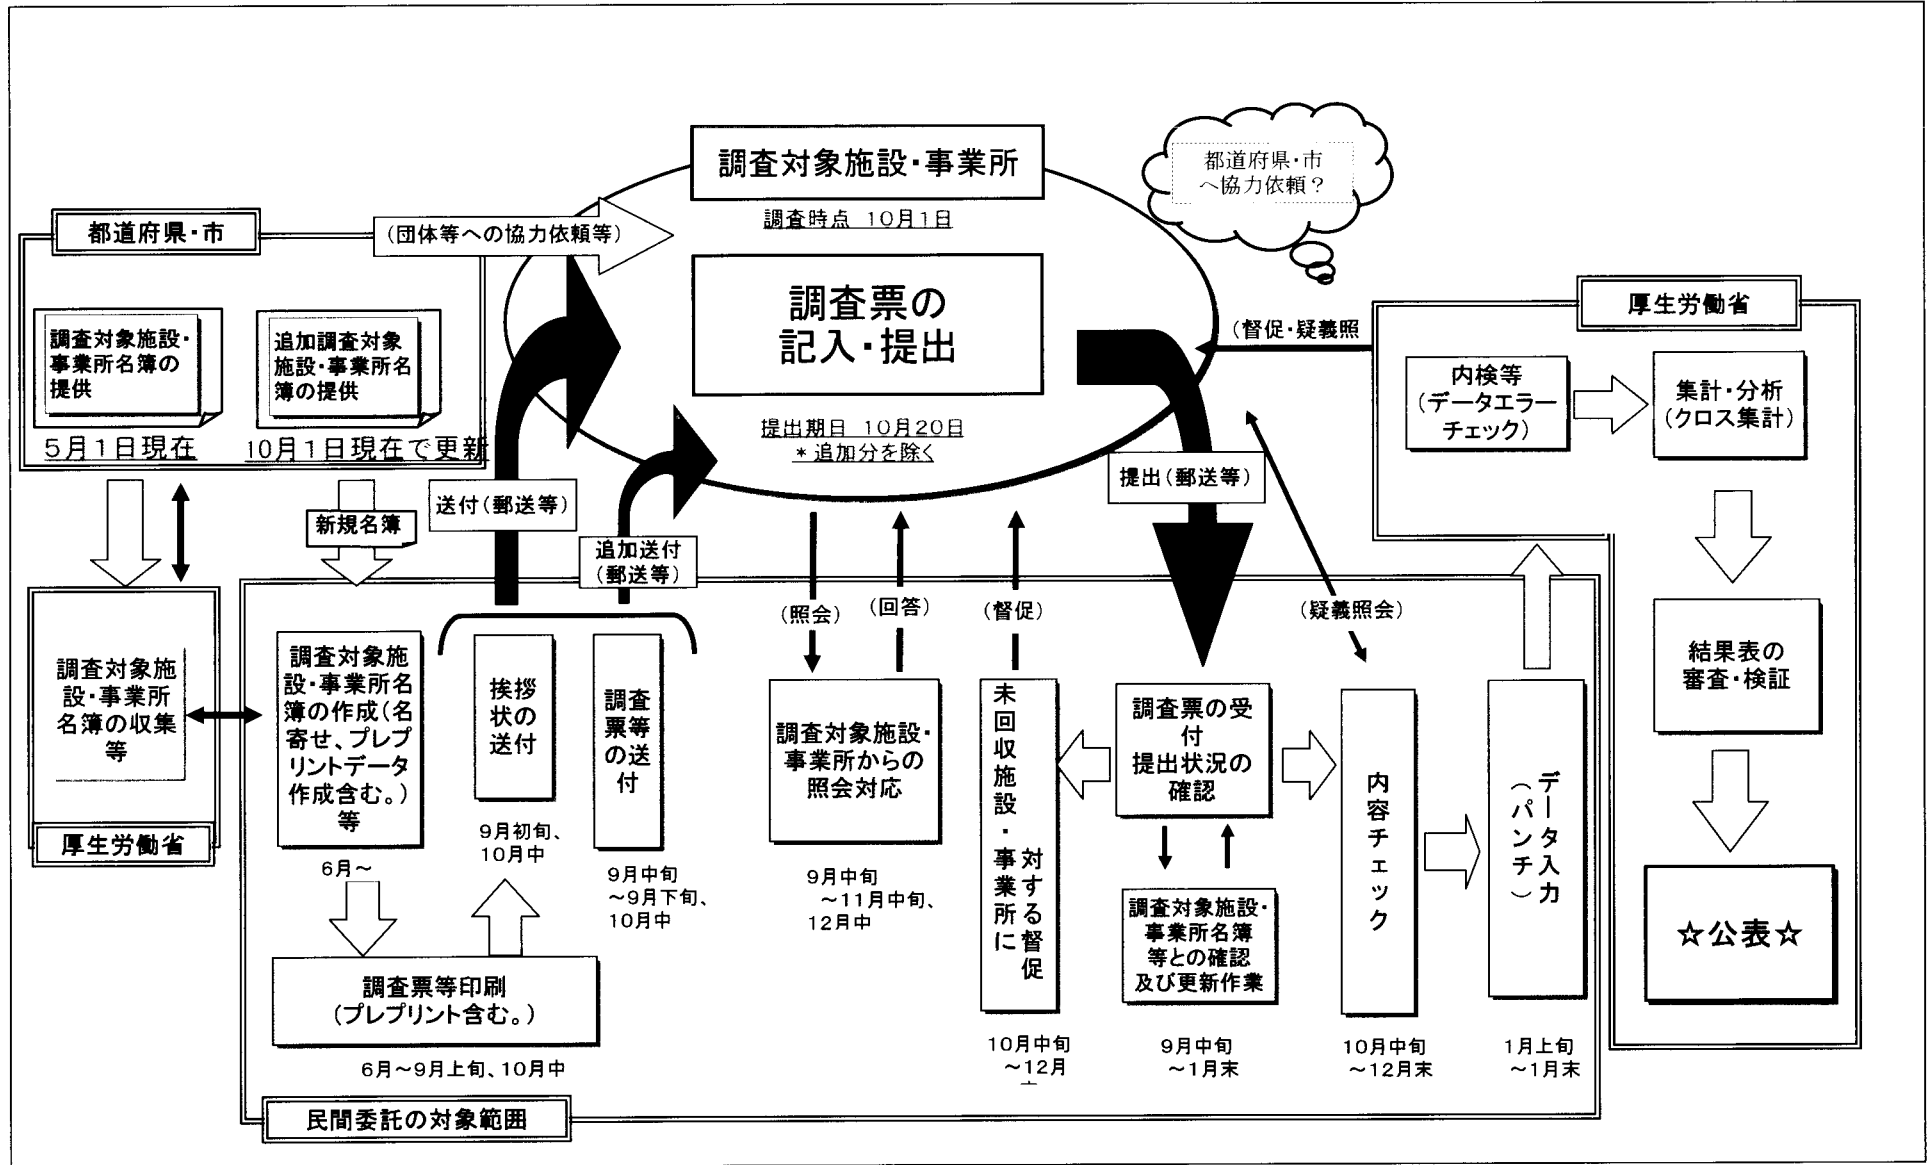 調査対象施設・事業所
調査時点 10月1日
調査票の
記入・提出
提出期日 10月20日
＊追加分を除く
都道府県・市
へ協力依頼？
都道府県・市
（団体等への協力依頼等）
調査対象施設・
事業所名簿の
提供
5月1日現在
追加調査対象
施設・事業所名
簿の提供
10月1日現在で更新
新規名簿
送付（郵送等）
追加送付
（郵送等）
提出（郵送等）
（督促・疑義照
（照会）
（回答）
（督促）
（疑義照会）
厚生労働省
内検等
（データエラー
チェック）
集計・分析
（クロス集計）
結果表の
審査・検証
☆公表☆
調査対象施
設・事業所
名簿の収集
等
厚生労働省
調査対象施
設・事業所名
簿の作成（名
寄せ、プレプ
リントデータ
作成含む。）
等
6月～
挨拶
状の
送付
9月初旬、
10月中
調査
票等
の送
付
9月中旬
～9月下旬、
10月中
調査票等印刷
（プレプリント含む。）
6月～9月上旬、10月中
調査対象施設・
事業所からの
照会対応
9月中旬
～11月中旬、
12月中
未回収施設・事業所に
対する督促
10月中旬
～12月
調査票の受
付
提出状況の
確認
調査対象施設・
事業所名簿
等との確認
及び更新作業
9月中旬
～1月末
内容チェック
10月中旬
～12月末
データ入力
（パンチ）
1月上旬
～1月末
民間委託の対象範囲